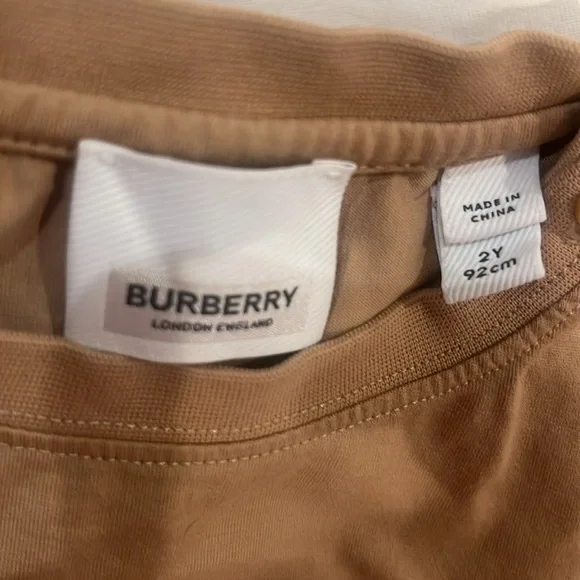 BURBERRY
LONDON ENGLAND
MADE IN
CHINA
2Y
92cm